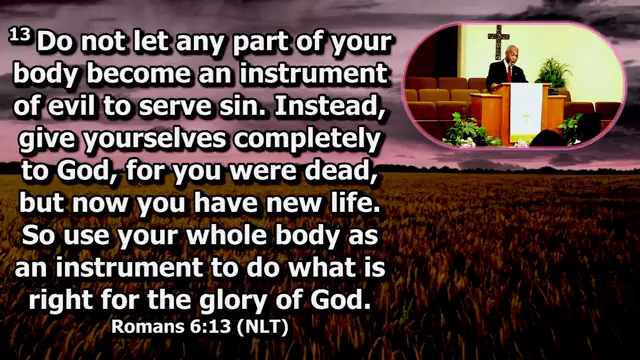 13 Do not let any part of your
body become an instrument
of evil to serve sin. Instead,
give yourselves completely
to God, for you were dead,
but now you have new life.
So use your whole body as
an instrument to do what is
right for the glory of God.
Romans 6:13 (NLT)